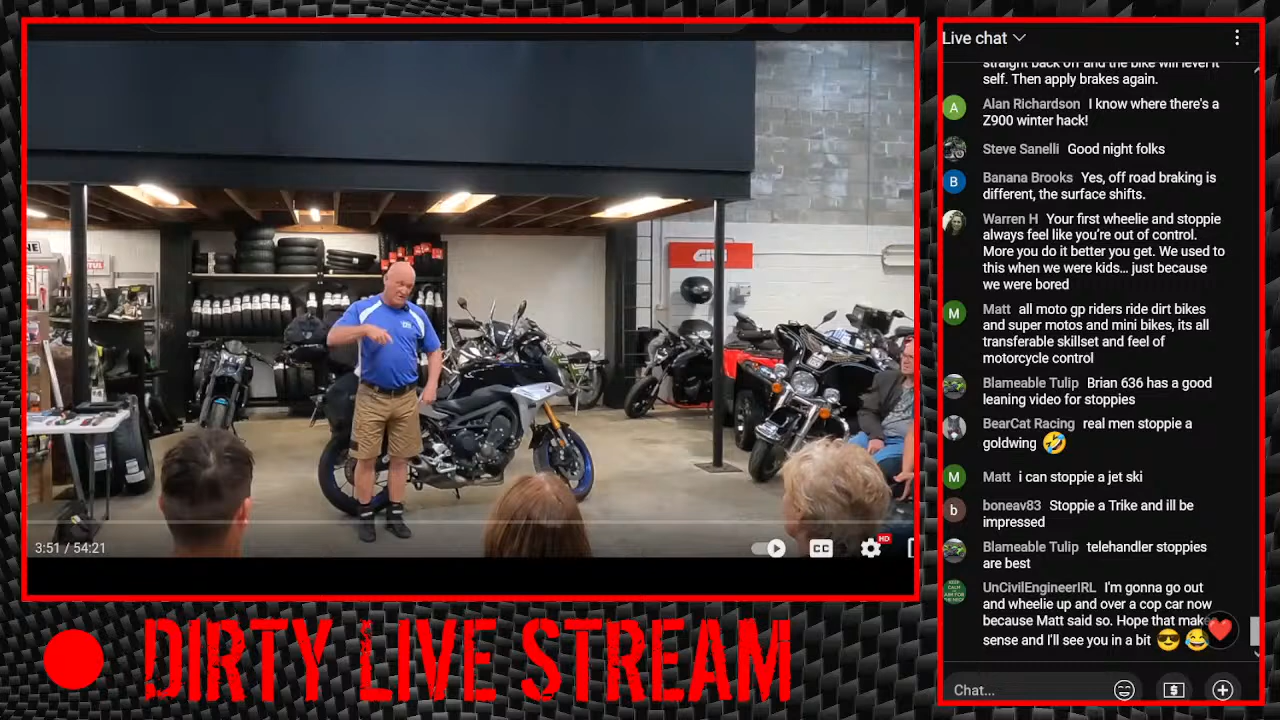 Live chat
straight back off and the bike will level it
self. Then apply brakes again.
Alan Richardson I know where there's a
Z900 winter hack!
Steve Sanelli Good night folks
Banana Brooks Yes, off road braking is
different, the surface shifts.
Warren H Your first wheelie and stoppie
always feel like you're out of control.
More you do it better you get. We used to
this when we were kids... just because
we were bored
Matt all moto gp riders ride dirt bikes
and super motos and mini bikes, its all
transferable skillset and feel of
motorcycle control
Blameable Tulip Brian 636 has a good
leaning video for stoppies
BearCat Racing real men stoppie a
goldwing 🤣
Matt i can stoppie a jet ski
boneav83 Stoppie a Trike and ill be
impressed
Blameable Tulip telehandler stoppies
are best
UnCivilEngineerIRL I'm gonna go out
and wheelie up and over a cop car now
because Matt said so. Hope that make
sense and I'll see you in a bit 😎 😂
Chat...
GIVI
3:51 / 54:21
CC
HD
DIRTY LIVE STREAM